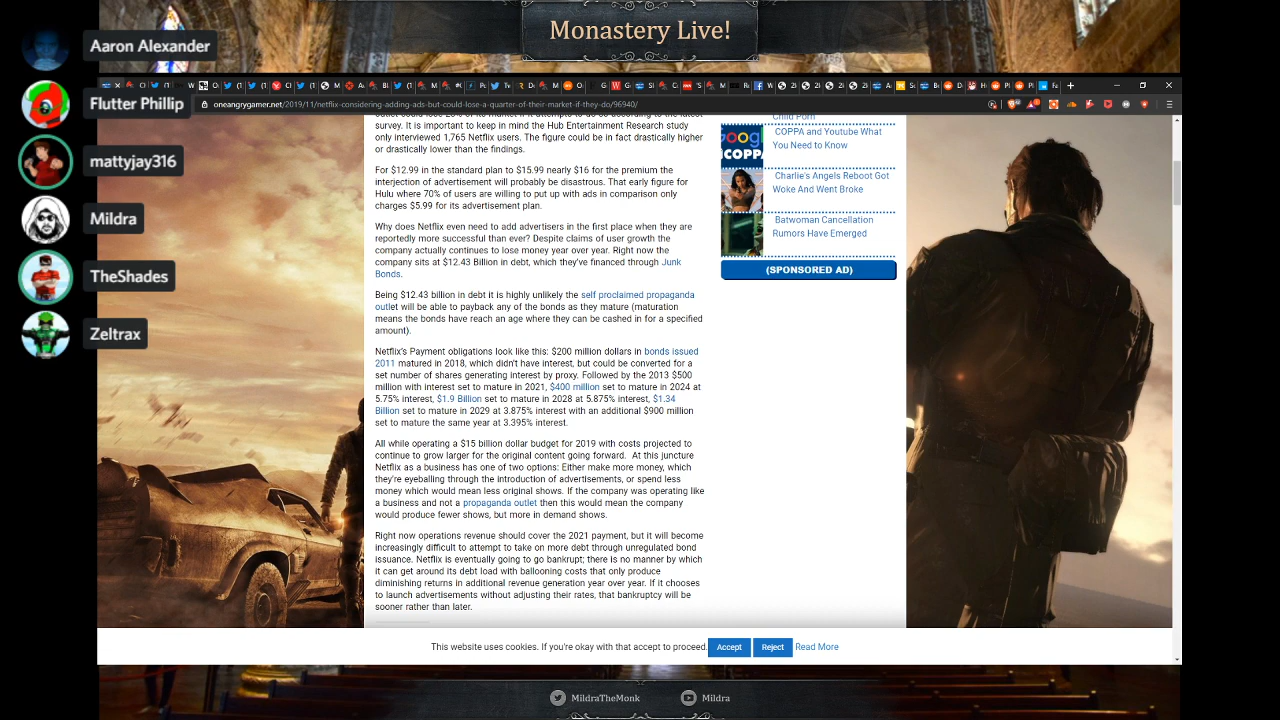 Monastery Live!
Aaron Alexander
Flutter Phillip
mattyjay316
Mildra
TheShades
Zeltrax
oneangrygamer.net/2019/11/netflix-considering-adding-ads-but-could-lose-a-quarter-of-their-market-if-they-do/96940/
survey. It is important to keep in mind the Hub Entertainment Research study
only interviewed 1,765 Netflix users. The figure could be in fact drastically higher
or drastically lower than the findings.
For $12.99 in the standard plan to $15.99 nearly $16 for the premium the
interjection of advertisement will probably be disastrous. That early figure for
Hulu where 70% of users are willing to put up with ads in comparison only
charges $5.99 for its advertisement plan.
Why does Netflix even need to add advertisers in the first place when they are
reportedly more successful than ever? Despite claims of user growth the
company actually continues to lose money year over year. Right now the
company sits at $12.43 Billion in debt, which they've financed through Junk
Bonds.
Being $12.43 billion in debt it is highly unlikely the self proclaimed propaganda
outlet will be able to payback any of the bonds as they mature (maturation
means the bonds have reach an age where they can be cashed in for a specified
amount).
Netflix's Payment obligations look like this: $200 million dollars in bonds issued
2011 matured in 2018, which didn't have interest, but could be converted for a
set number of shares generating interest by proxy. Followed by the 2013 $500
million with interest set to mature in 2021, $400 million set to mature in 2024 at
5.75% interest, $1.9 Billion set to mature in 2028 at 5.875% interest, $1.34
Billion set to mature in 2029 at 3.875% interest with an additional $900 million
set to mature the same year at 3.395% interest.
All while operating a $15 billion dollar budget for 2019 with costs projected to
continue to grow larger for the original content going forward. At this juncture
Netflix as a business has one of two options: Either make more money, which
they're eyeballing through the introduction of advertisements, or spend less
money which would mean less original shows. If the company was operating like
a business and not a propaganda outlet then this would mean the company
would produce fewer shows, but more in demand shows.
Right now operations revenue should cover the 2021 payment, but it will become
increasingly difficult to attempt to take on more debt through unregulated bond
issuance. Netflix is eventually going to go bankrupt; there is no manner by which
it can get around its debt load with ballooning costs that only produce
diminishing returns in additional revenue generation year over year. If it chooses
to launch advertisements without adjusting their rates, that bankruptcy will be
sooner rather than later.
Child Porn
COPPA and Youtube What
You Need to Know
Charlie's Angels Reboot Got
Woke And Went Broke
Batwoman Cancellation
Rumors Have Emerged
(SPONSORED AD)
This website uses cookies. If you're okay with that accept to proceed. Accept Reject Read More
MildraTheMonk Mildra